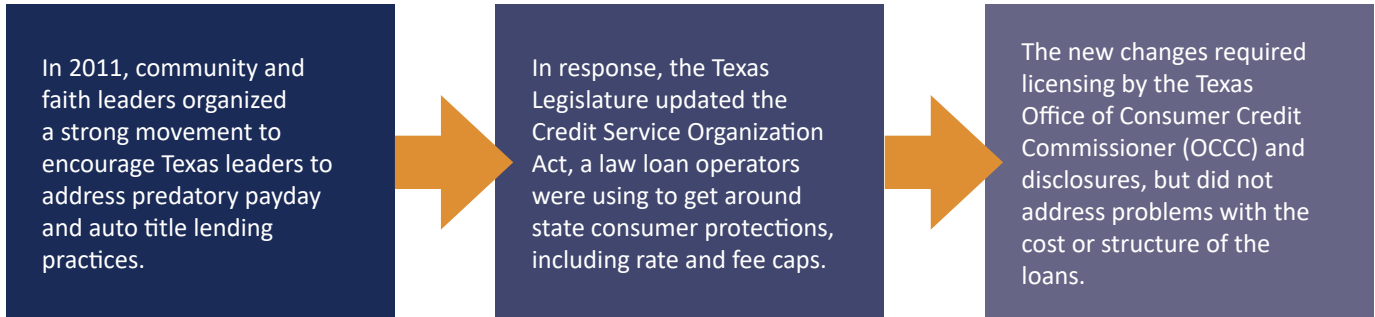 In 2011, community and
faith leaders organized
a strong movement to
encourage Texas leaders to
address predatory payday
and auto title lending
practices.
In response, the Texas
Legislature updated the
Credit Service Organization
Act, a law loan operators
were using to get around
state consumer protections,
including rate and fee caps.
The new changes required
licensing by the Texas
Office of Consumer Credit
Commissioner (OCCC) and
disclosures, but did not
address problems with the
cost or structure of the
loans.